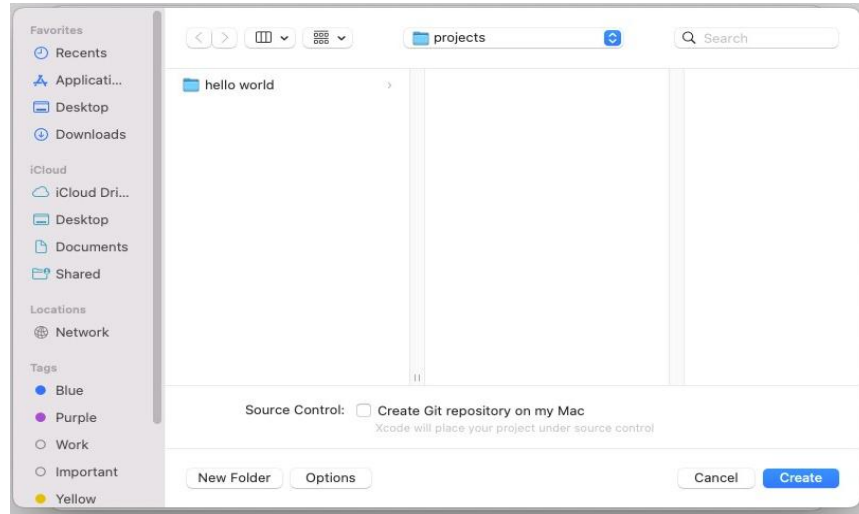 Favorites
Recents
Applicati...
Desktop
Downloads
iCloud
iCloud Dri...
Desktop
Documents
Shared
Locations
Network
Tags
Blue
Purple
Work
Important
Yellow
projects
Search
hello world
Source Control: Create Git repository on my Mac
Xcode will place your project under source control
New Folder Options Cancel Create